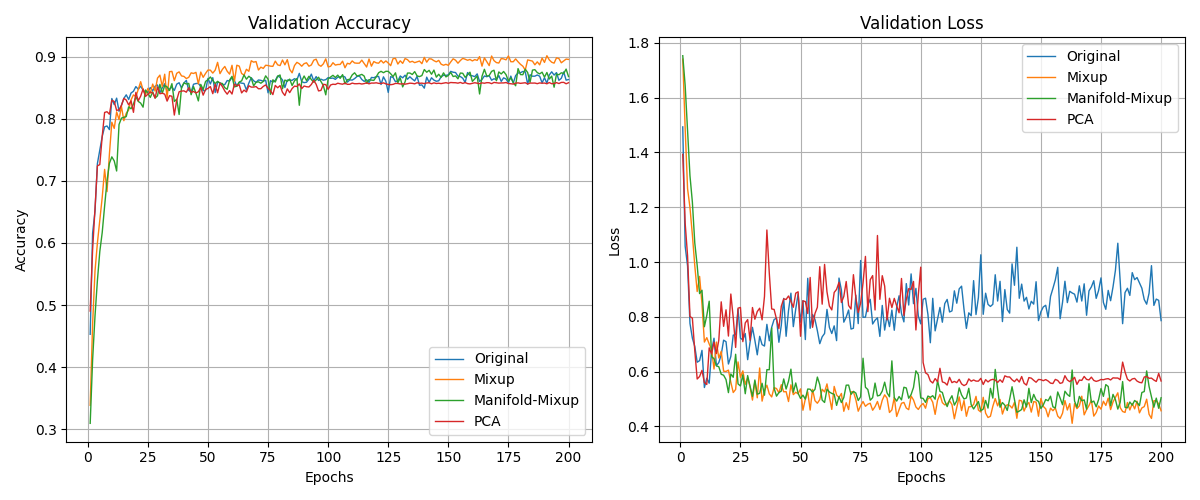 Validation Accuracy
Accuracy
0.9
0.8
0.7
0.6
0.5
0.4
0.3
0 25 50 75 100 125 150 175 200
Epochs
Original
Mixup
Manifold-Mixup
PCA
Validation Loss
Loss
1.8
1.6
1.4
1.2
1.0
0.8
0.6
0.4
0 25 50 75 100 125 150 175 200
Epochs
Original
Mixup
Manifold-Mixup
PCA